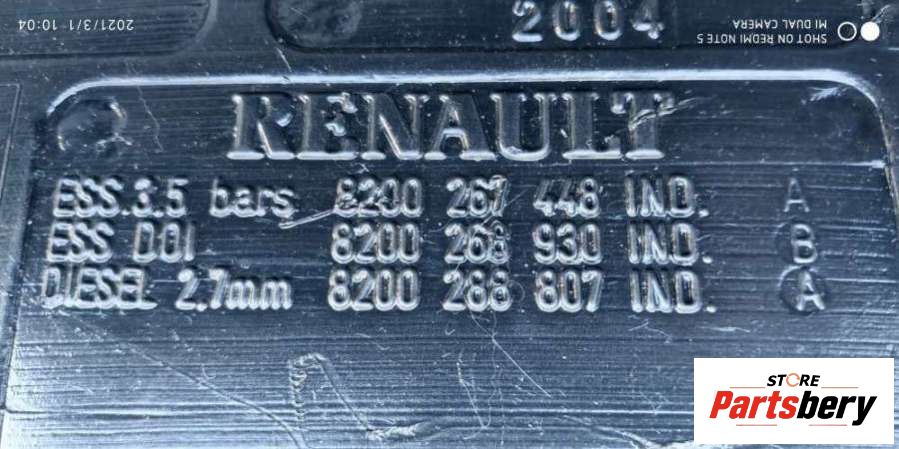 2004
RENAULT
ESS.3.5 bars 8200 267 448 IND. A
ESS DOI 8200 268 930 IND. B
DIESEL 2.7mm 8200 288 807 IND. A
STORE
Partsbery
SHOT ON REDMI NOTE 5
MI DUAL CAMERA
2021/3/1 10:04